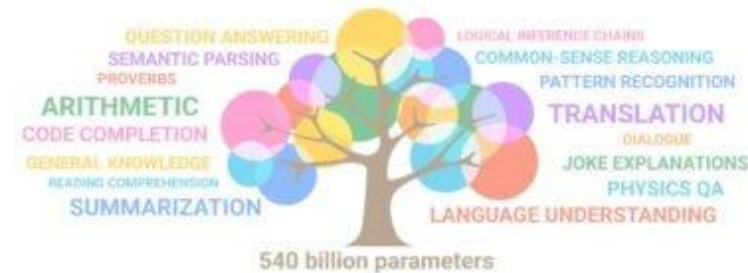 QUESTION ANSWERING
SEMANTIC PARSING
PROVERBS
ARITHMETIC
CODE COMPLETION
GENERAL KNOWLEDGE
READING COMPREHENSION
SUMMARIZATION
LOGICAL INFERENCE CHAINS
COMMON-SENSE REASONING
PATTERN RECOGNITION
TRANSLATION
DIALOGUE
JOKE EXPLANATIONS
PHYSICS QA
LANGUAGE UNDERSTANDING
540 billion parameters